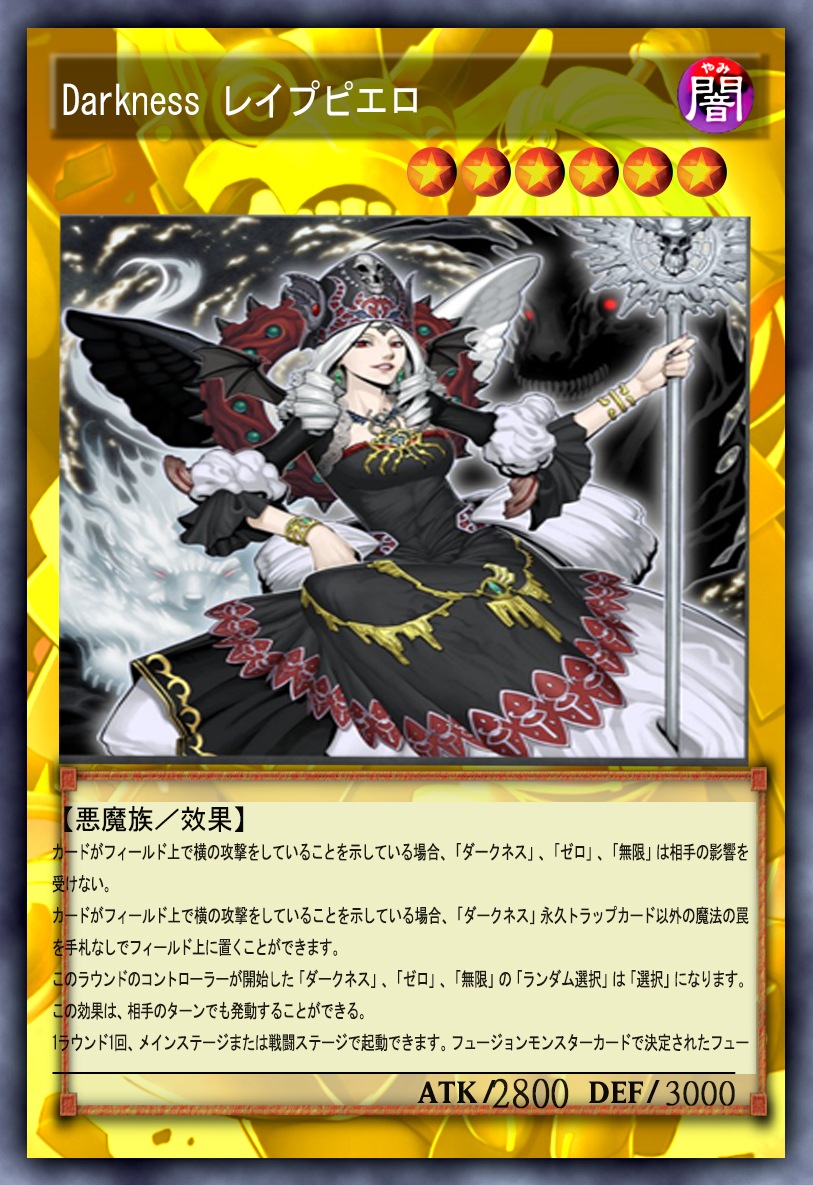 Darkness レイプピエロ
やみ
闇
【悪魔族／効果】
カードがフィールド上で横の攻撃をしていることを示している場合、「ダークネス」、「ゼロ」、「無限」は相手の影響を
受けない。
カードがフィールド上で横の攻撃をしていることを示している場合、「ダークネス」永久トラップカード以外の魔法の罠
を手札なしでフィールド上に置くことができます。
このラウンドのコントローラーが開始した「ダークネス」、「ゼロ」、「無限」の「ランダム選択」は「選択」になります。
この効果は、相手のターンでも発動することができる。
1ラウンド1回、メインステージまたは戦闘ステージで起動できます。フュージョンモンスターカードで決定されたフュー
ATK/2800 DEF/3000